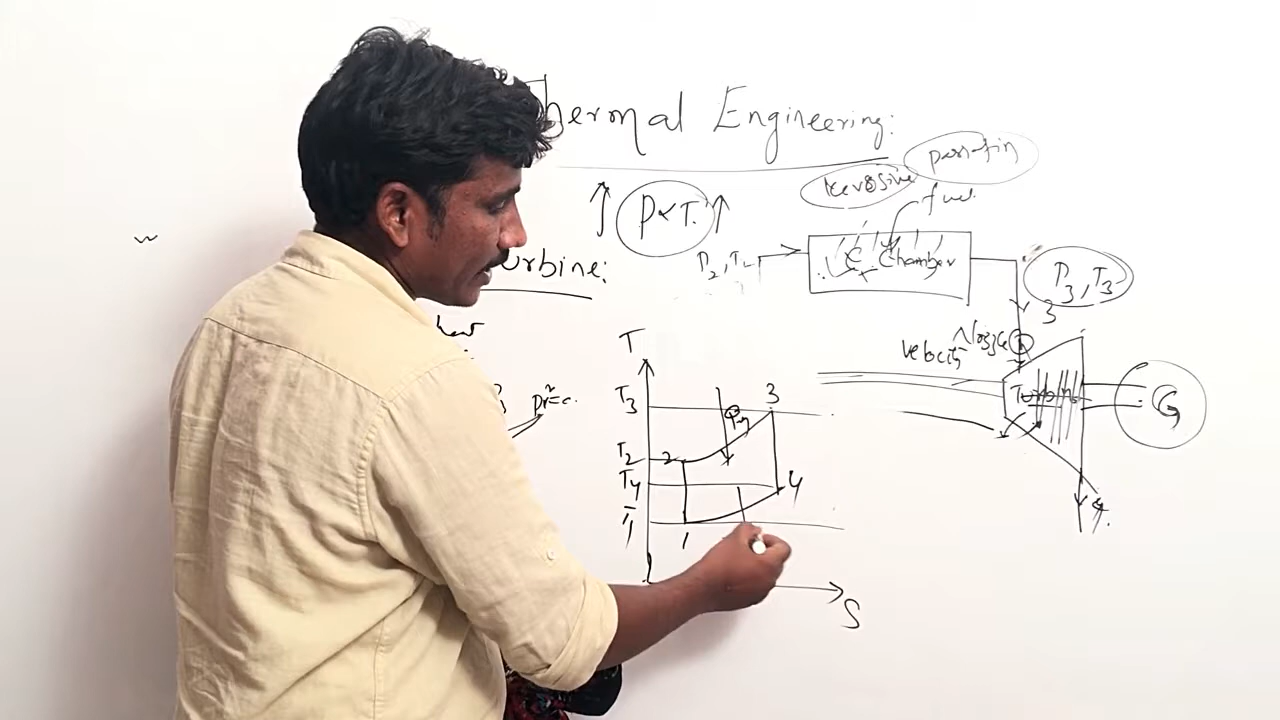 hermal Engineering:
paraffin
kerosine
fuel
P∝T.
P2, T2
C. Chamber
P3, T3
urbine:
3
Nozzle
velocity
Turbine
G
T
T3
3
T2
2
T4
4
T1
1
S
4.